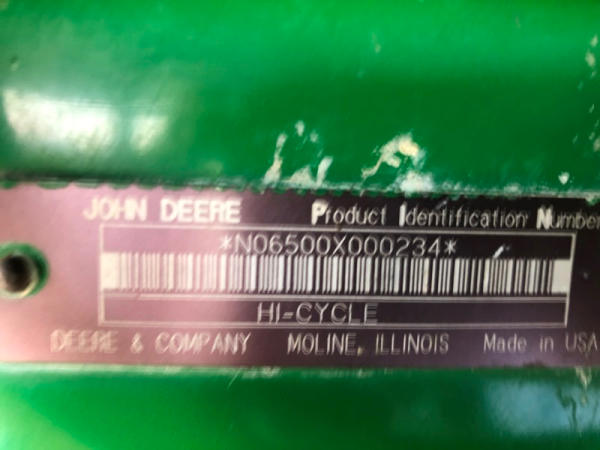 JOHN DEERE Product Identification Number
*N06500X000234*
HI-CYCLE
DEERE & COMPANY MOLINE, ILLINOIS Made in USA